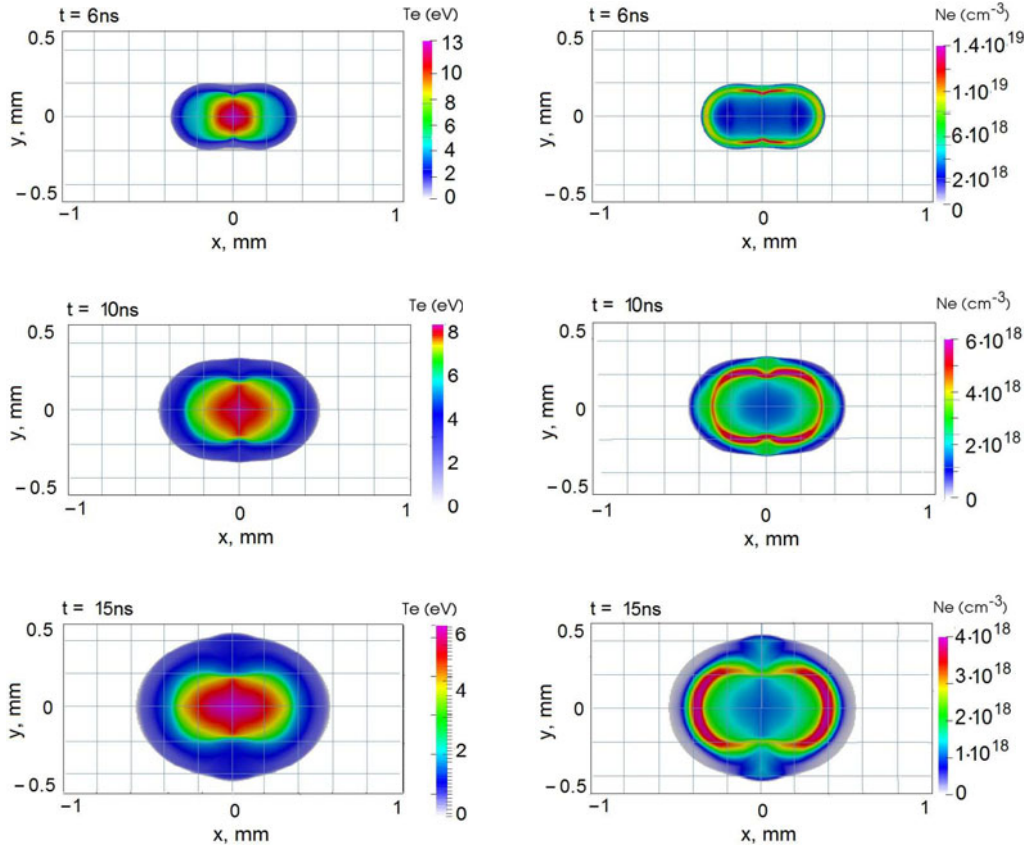 t = 6ns
Te (eV)
0.5
0
−0.5
y, mm
−1
0
1
x, mm
13
10
8
6
4
2
0
t = 6ns
Ne (cm⁻³)
0.5
0
−0.5
y, mm
−1
0
1
x, mm
1.4·10¹⁹
1·10¹⁹
6·10¹⁸
2·10¹⁸
0
t = 10ns
Te (eV)
0.5
0
−0.5
y, mm
−1
0
1
x, mm
8
6
4
2
0
t = 10ns
Ne (cm⁻³)
0.5
0
−0.5
y, mm
−1
0
1
x, mm
6·10¹⁸
4·10¹⁸
2·10¹⁸
0
t = 15ns
Te (eV)
0.5
0
−0.5
y, mm
−1
0
1
x, mm
6
4
2
0
t = 15ns
Ne (cm⁻³)
0.5
0
−0.5
y, mm
−1
0
1
x, mm
4·10¹⁸
3·10¹⁸
2·10¹⁸
1·10¹⁸
0